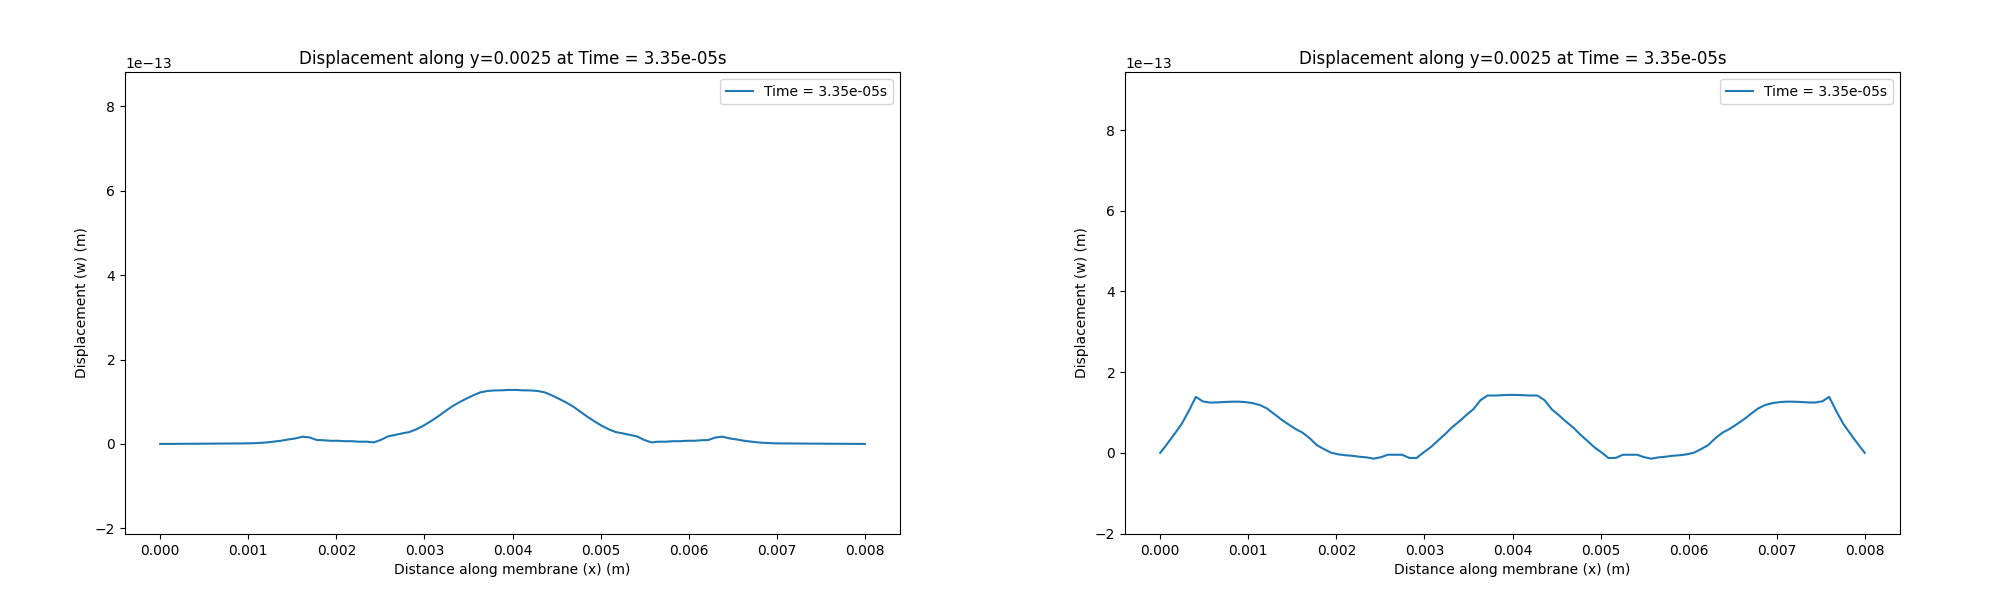 Displacement along y=0.0025 at Time = 3.35e-05s
1e−13
Time = 3.35e-05s
8
6
4
2
0
−2
Displacement (w) (m)
0.000 0.001 0.002 0.003 0.004 0.005 0.006 0.007 0.008
Distance along membrane (x) (m)
Displacement along y=0.0025 at Time = 3.35e-05s
1e−13
Time = 3.35e-05s
8
6
4
2
0
−2
Displacement (w) (m)
0.000 0.001 0.002 0.003 0.004 0.005 0.006 0.007 0.008
Distance along membrane (x) (m)